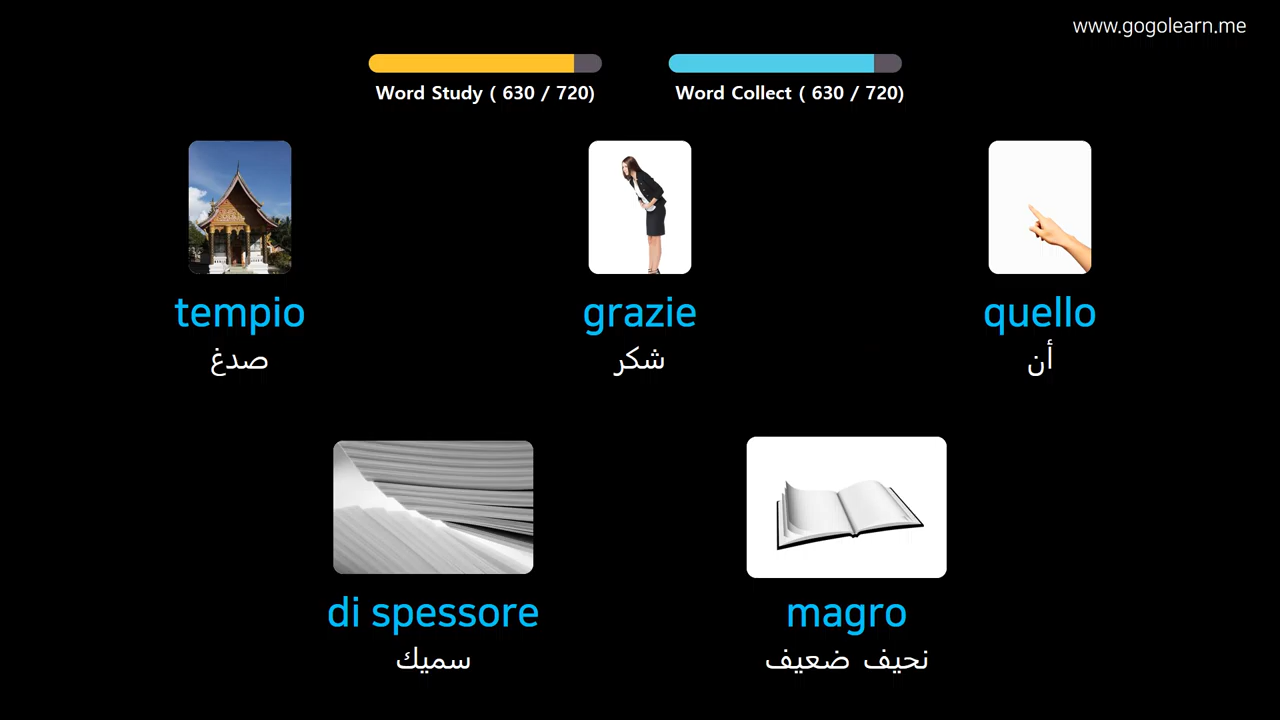 www.gogolearn.me
Word Study ( 630 / 720)
Word Collect ( 630 / 720)
tempio
صدغ
grazie
شكر
quello
أن
di spessore
سميك
magro
نحيف ضعيف